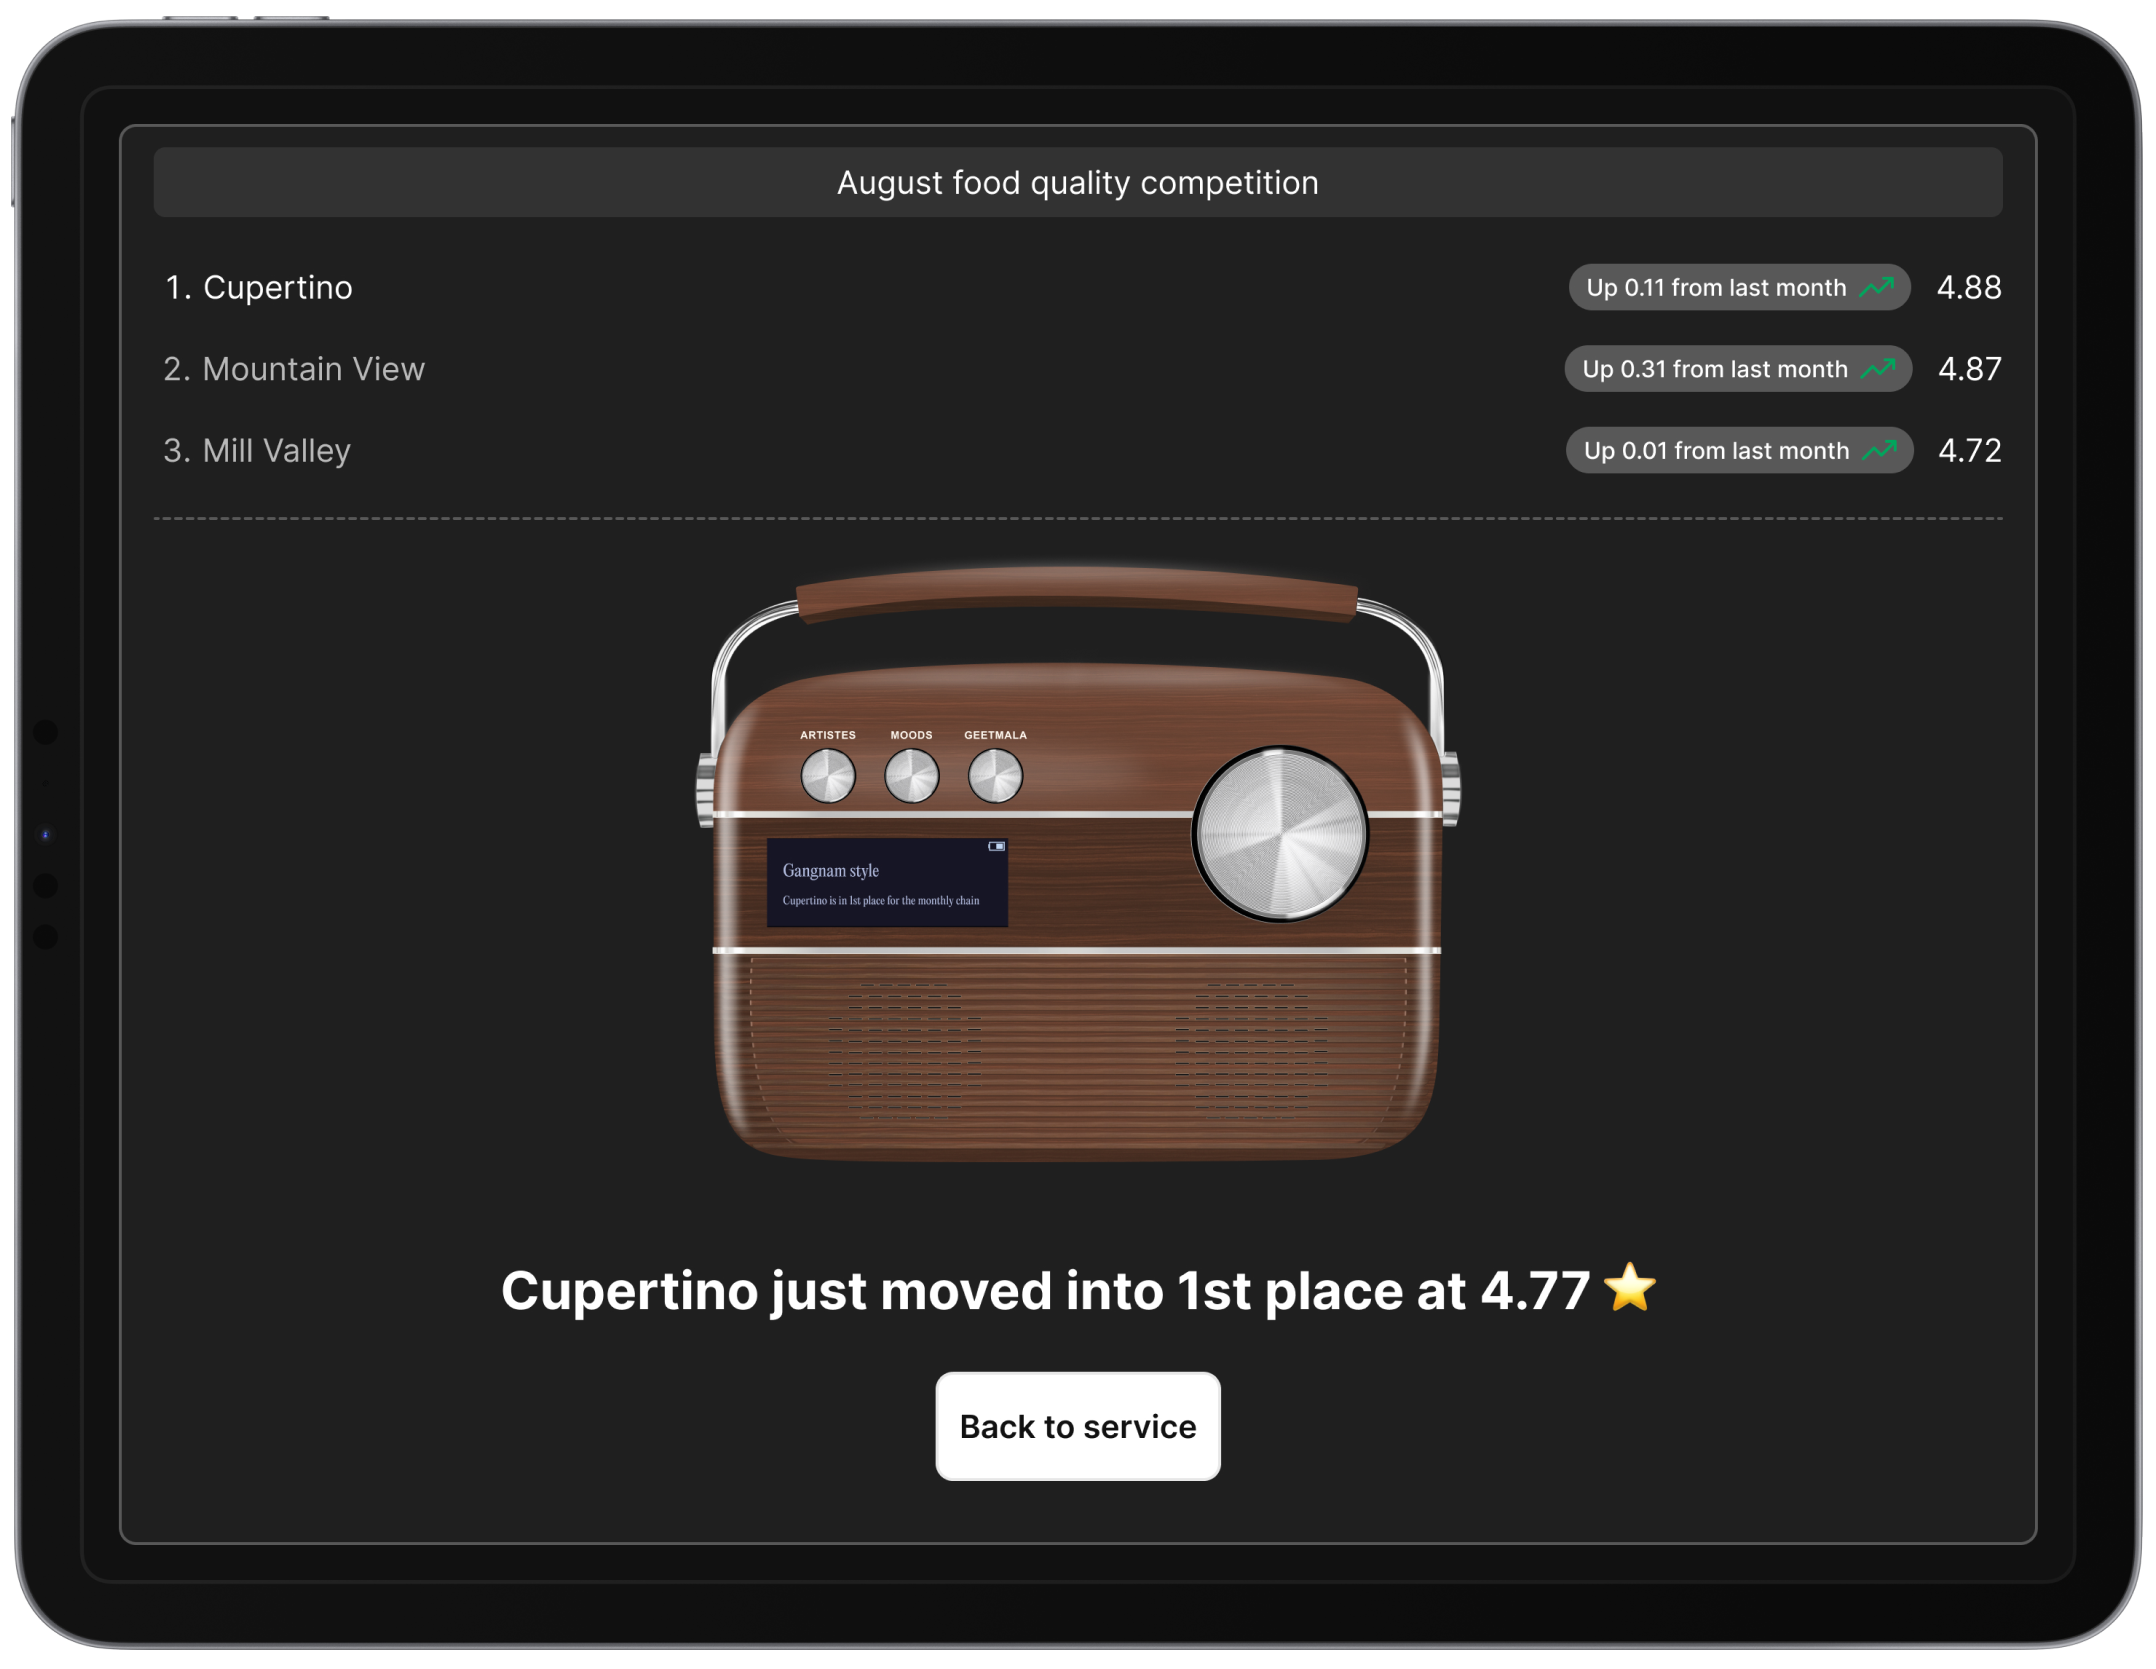 August food quality competition
1. Cupertino
Up 0.11 from last month
4.88
2. Mountain View
Up 0.31 from last month
4.87
3. Mill Valley
Up 0.01 from last month
4.72
ARTISTES MOODS GEETMALA
Gangnam style
Cupertino is in 1st place for the monthly chain
Cupertino just moved into 1st place at 4.77 ⭐
Back to service